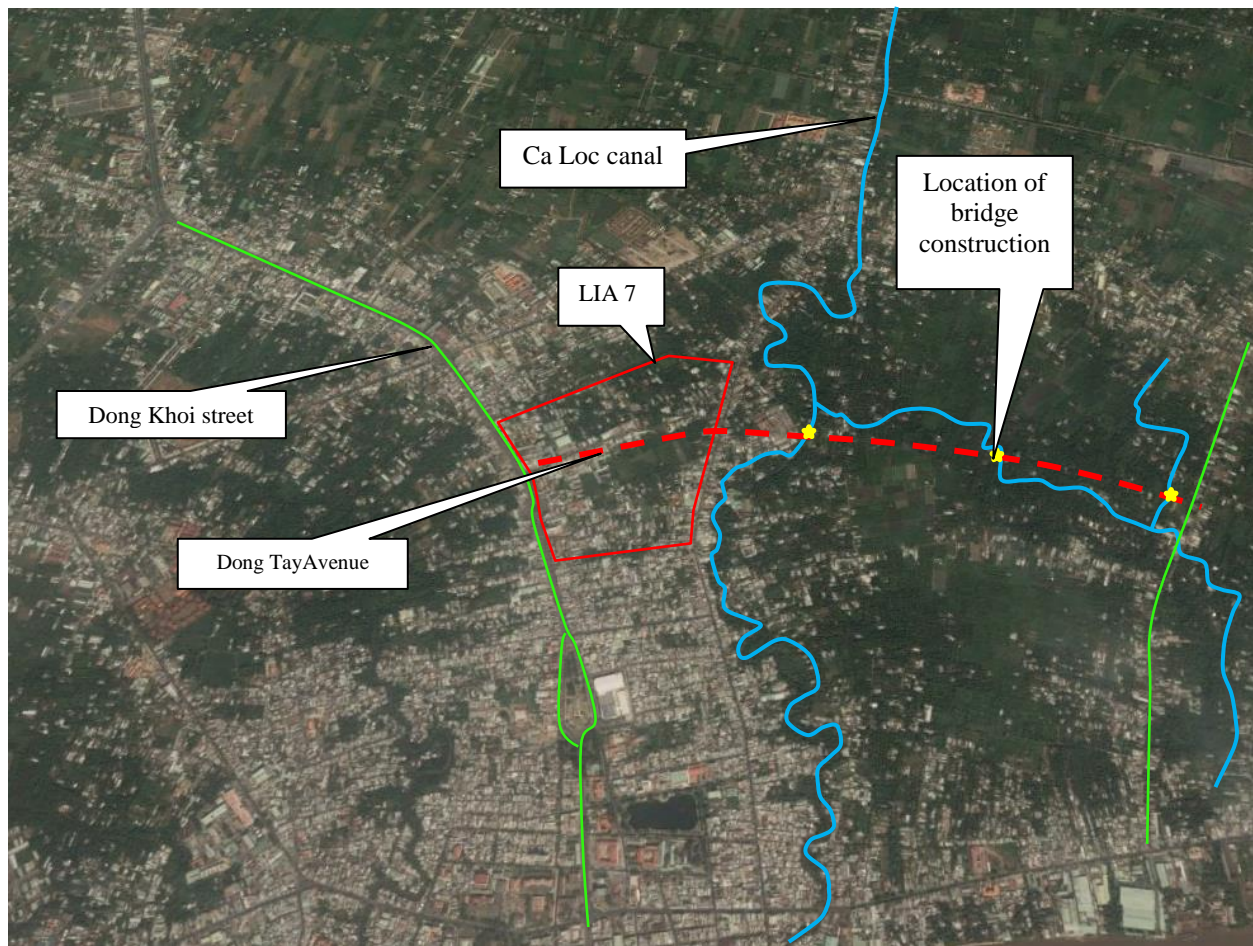 Ca Loc canal
Location of
bridge
construction
LIA 7
Dong Khoi street
Dong TayAvenue